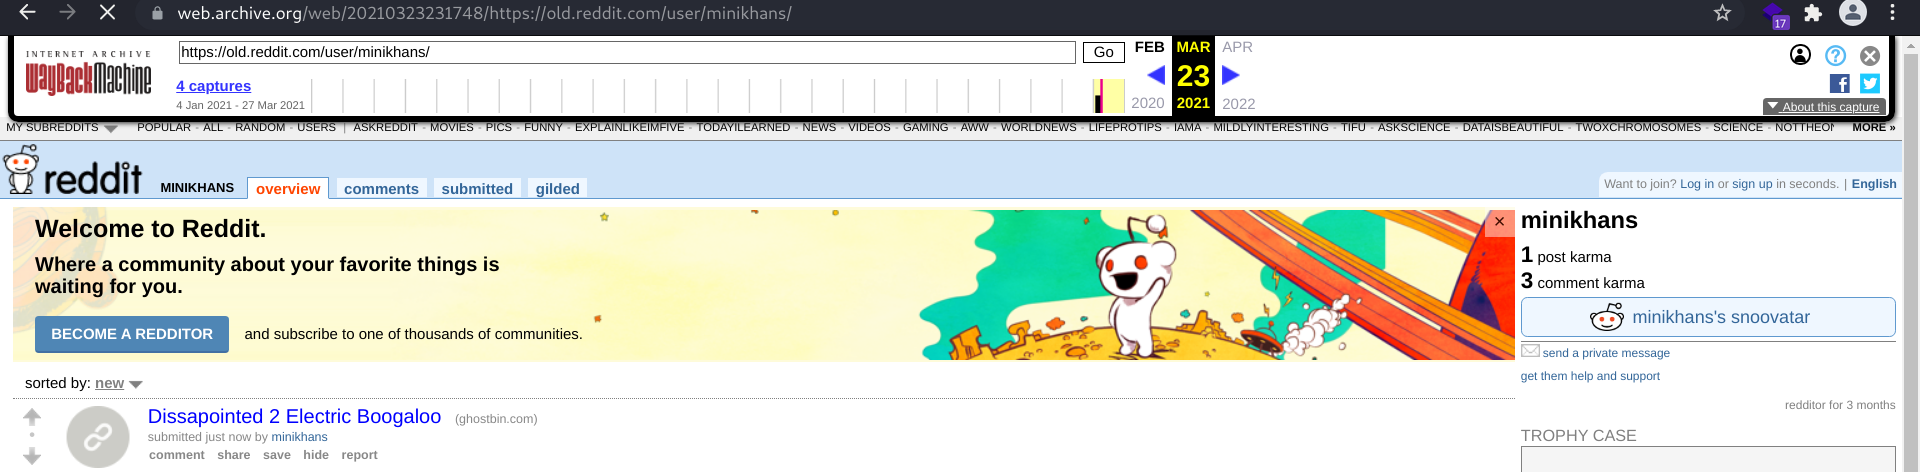 web.archive.org/web/20210323231748/https://old.reddit.com/user/minikhans/
17
INTERNET ARCHIVE
WayBackMachine
https://old.reddit.com/user/minikhans/
Go
FEB MAR APR
4 captures
23
4 Jan 2021 - 27 Mar 2021
2020 2021 2022
About this capture
MY SUBREDDITS POPULAR - ALL - RANDOM - USERS | ASKREDDIT - MOVIES - PICS - FUNNY - EXPLAINLIKEIMFIVE - TODAYILEARNED - NEWS - VIDEOS - GAMING - AWW - WORLDNEWS - LIFEPROTIPS - IAMA - MILDLYINTERESTING - TIFU - ASKSCIENCE - DATAISBEAUTIFUL - TWOXCHROMOSOMES - SCIENCE - NOTTHEON MORE »
reddit MINIKHANS overview comments submitted gilded
Want to join? Log in or sign up in seconds. | English
Welcome to Reddit.
Where a community about your favorite things is
waiting for you.
BECOME A REDDITOR and subscribe to one of thousands of communities.
minikhans
1 post karma
3 comment karma
minikhans's snoovatar
send a private message
get them help and support
redditor for 3 months
TROPHY CASE
sorted by: new
Dissapointed 2 Electric Boogaloo (ghostbin.com)
submitted just now by minikhans
comment share save hide report